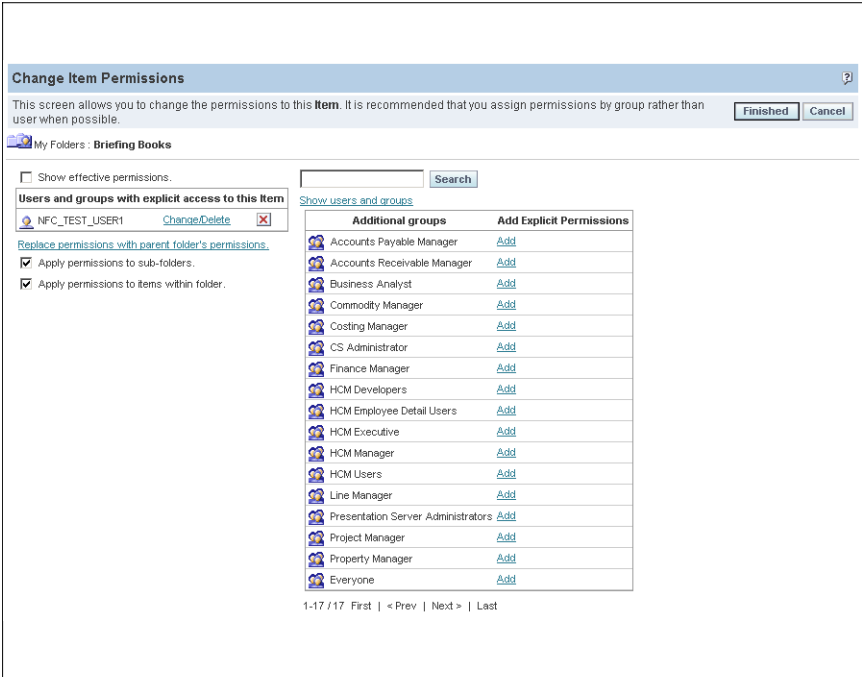 Change Item Permissions
This screen allows you to change the permissions to this Item. It is recommended that you assign permissions by group rather than
user when possible.
Finished Cancel
My Folders : Briefing Books
Show effective permissions.
Users and groups with explicit access to this Item
NFC_TEST_USER1 Change/Delete
Replace permissions with parent folder's permissions.
Apply permissions to sub-folders.
Apply permissions to items within folder.
Search
Show users and groups
Additional groups Add Explicit Permissions
Accounts Payable Manager Add
Accounts Receivable Manager Add
Business Analyst Add
Commodity Manager Add
Costing Manager Add
CS Administrator Add
Finance Manager Add
HCM Developers Add
HCM Employee Detail Users Add
HCM Executive Add
HCM Manager Add
HCM Users Add
Line Manager Add
Presentation Server Administrators Add
Project Manager Add
Property Manager Add
Everyone Add
1-17 / 17 First | < Prev | Next > | Last